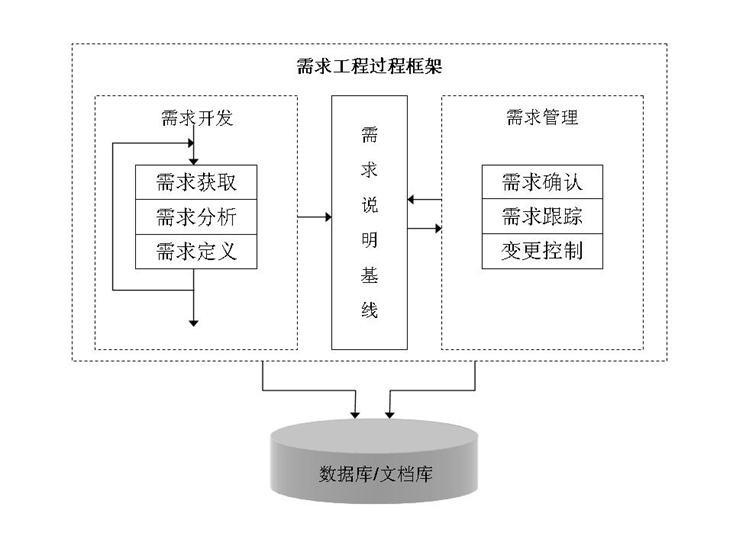 需求工程过程框架
需求开发
需求获取
需求分析
需求定义
需求说明基线
需求管理
需求确认
需求跟踪
变更控制
数据库/文档库